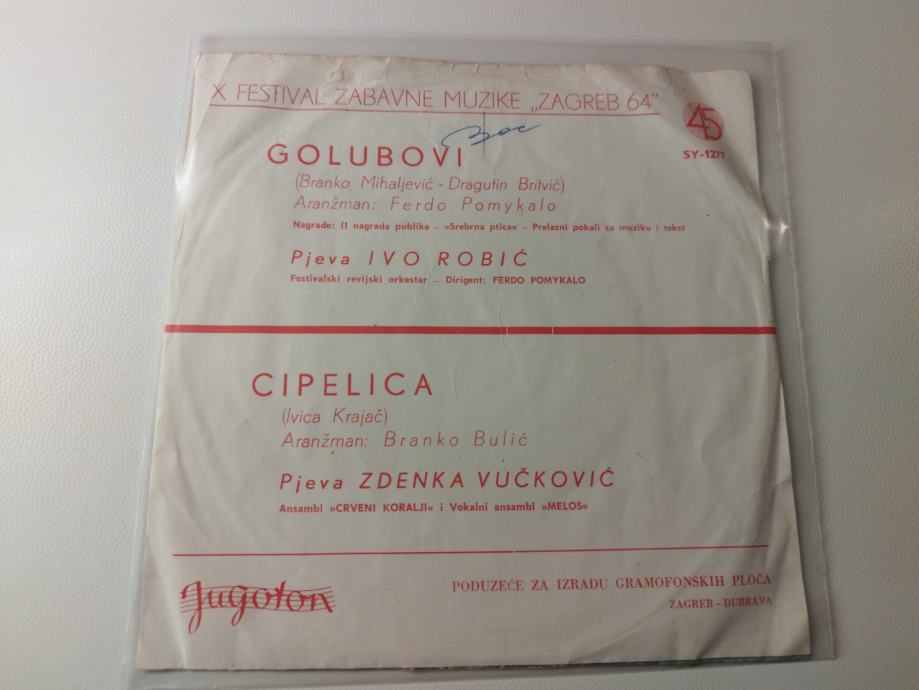 X FESTIVAL ZABAVNE MUZIKE „ZAGREB 64"
45
SY-1277
GOLUBOVI
(Branko Mihaljević - Dragutin Britvić)
Aranžman: Ferdo Pomykalo
Nagrade: II nagrada publike – »Srebrna ptica« – Prelazni pokali za muziku i tekst
Pjeva IVO ROBIĆ
Festivalski revijski orkestar – Dirigent: FERDO POMYKALO
CIPELICA
(Ivica Krajač)
Aranžman: Branko Bulić
Pjeva ZDENKA VUČKOVIĆ
Ansambl »CRVENI KORALJI« i Vokalni ansambl »MELOS«
Jugoton
PODUZEĆE ZA IZRADU GRAMOFONSKIH PLOČA
ZAGREB – DUBRAVA